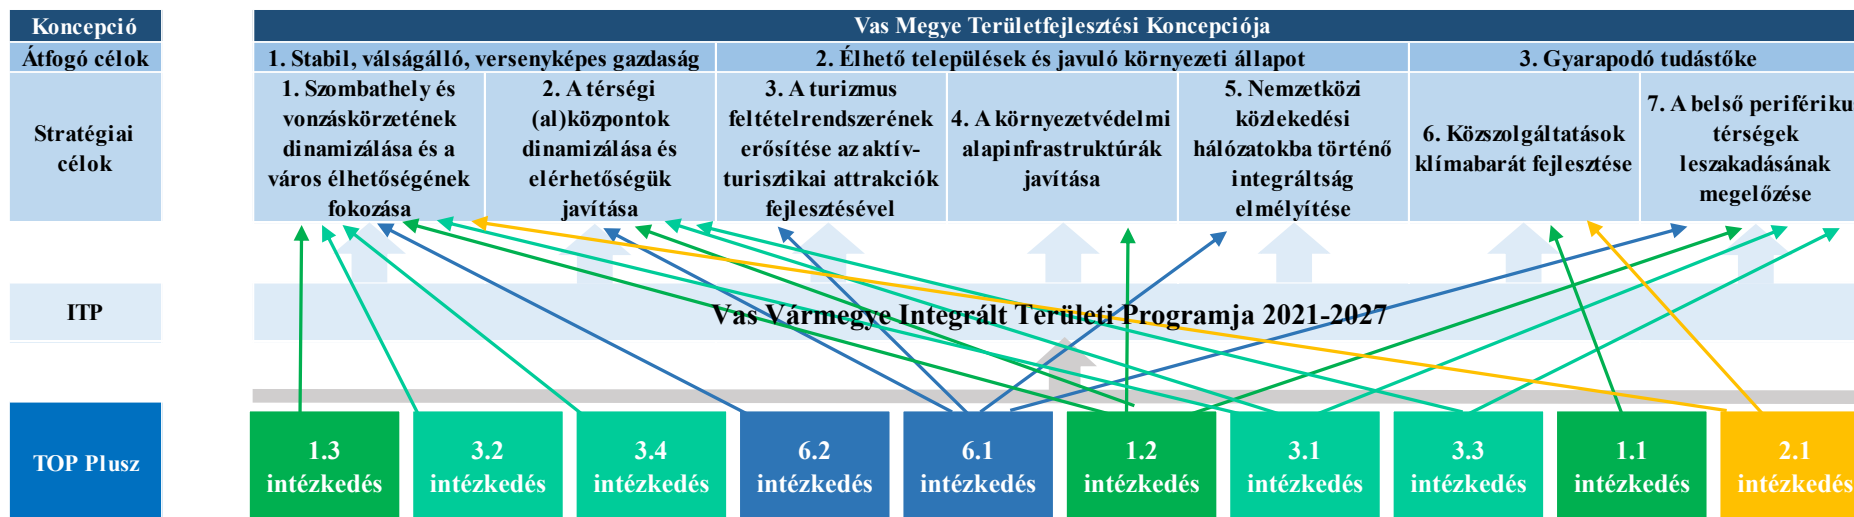 Koncepció
Vas Megye Területfejlesztési Koncepciója
Átfogó célok
1. Stabil, válságálló, versenyképes gazdaság
2. Élhető települések és javuló környezeti állapot
3. Gyarapodó tudástőke
Stratégiai
célok
1. Szombathely és
vonzáskörzetének
dinamizálása és a
város élhetőségének
fokozása
2. A térségi
(al)központok
dinamizálása és
elérhetőségük
javítása
3. A turizmus
feltételrendszerének
erősítése az aktív-
turisztikai attrakciók
fejlesztésével
4. A környezetvédelmi
alapinfrastruktúrák
javítása
5. Nemzetközi
közlekedési
hálózatokba történő
integráltság
elmélyítése
6. Közszolgáltatások
klímabarát fejlesztése
7. A belső periférikus
térségek
leszakadásának
megelőzése
ITP
Vas Vármegye Integrált Területi Programja 2021-2027
TOP Plusz
1.3
intézkedés
3.2
intézkedés
3.4
intézkedés
6.2
intézkedés
6.1
intézkedés
1.2
intézkedés
3.1
intézkedés
3.3
intézkedés
1.1
intézkedés
2.1
intézkedés